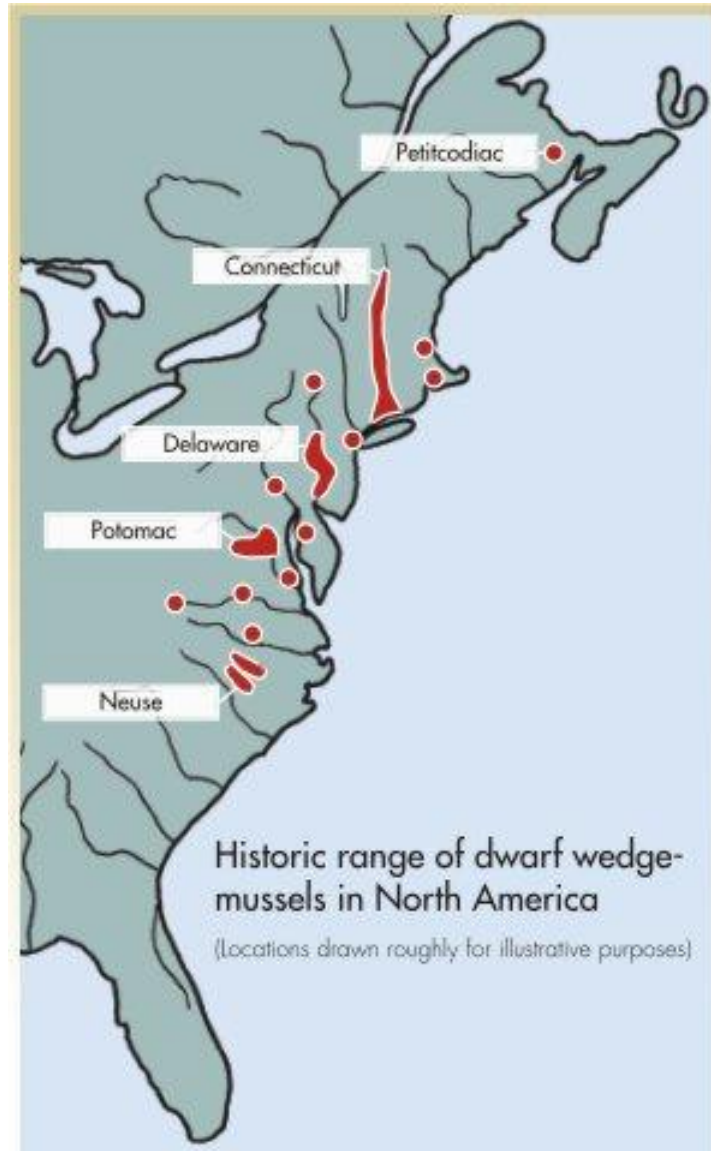 Petitcodiac
Connecticut
Delaware
Potomac
Neuse
Historic range of dwarf wedge-
mussels in North America
(Locations drawn roughly for illustrative purposes)